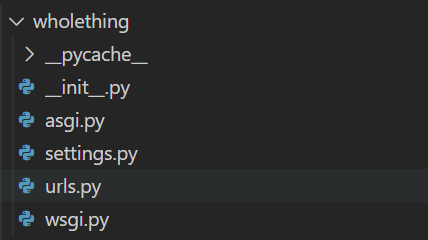 wholething
__pycache__
__init__.py
asgi.py
settings.py
urls.py
wsgi.py